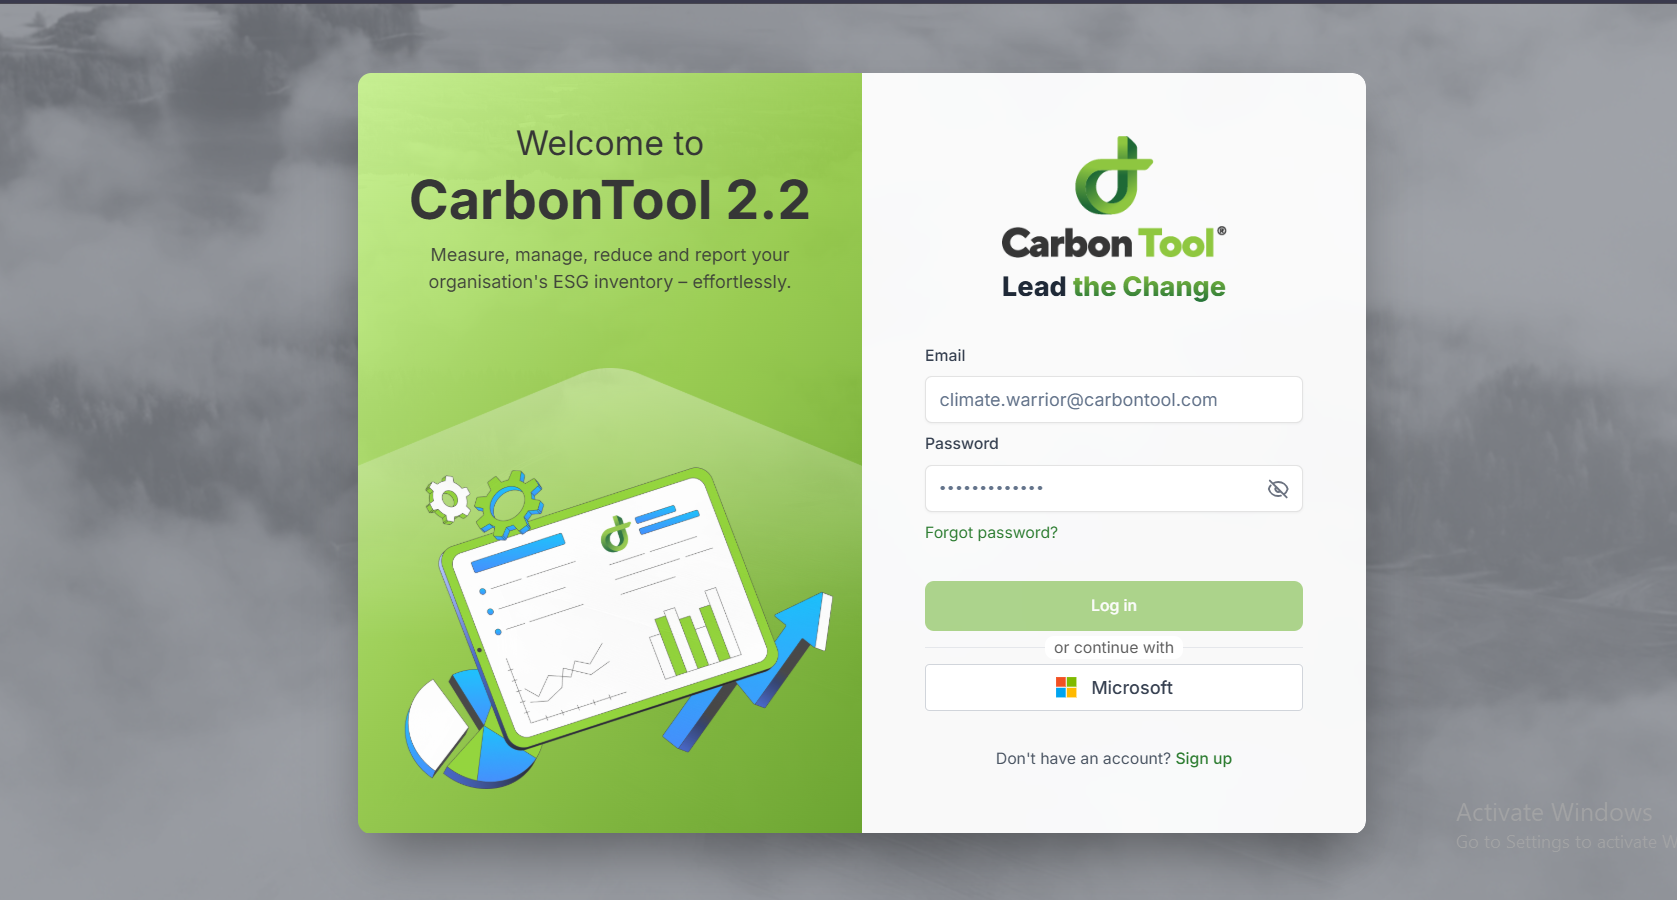 Welcome to
CarbonTool 2.2
Measure, manage, reduce and report your
organisation's ESG inventory – effortlessly.
Carbon Tool®
Lead the Change
Email
climate.warrior@carbontool.com
Password
•••••••••••••
Forgot password?
Log in
or continue with
Microsoft
Don't have an account? Sign up
Activate Windows
Go to Settings to activate W